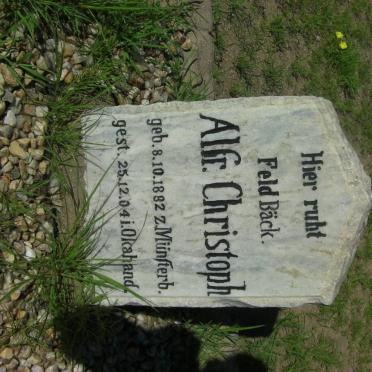 Hier ruht
Feld Bäck.
Alfr. Christoph
geb. 8.10.1882 z. Münsterb.
gest. 25.12.04 i. Okahand